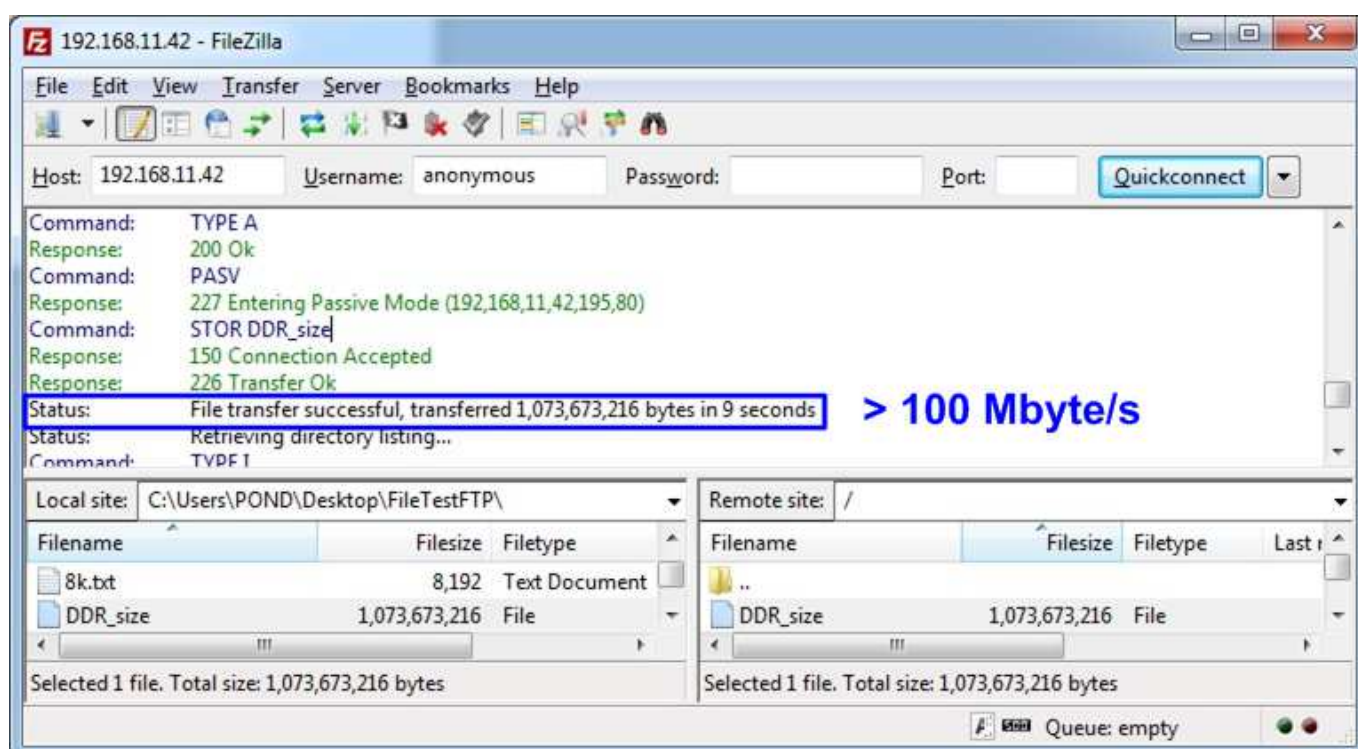 192.168.11.42 - FileZilla
File Edit View Transfer Server Bookmarks Help
Host: 192.168.11.42 Username: anonymous Password: Port: Quickconnect
Command: TYPE A
Response: 200 Ok
Command: PASV
Response: 227 Entering Passive Mode (192,168,11,42,195,80)
Command: STOR DDR_size
Response: 150 Connection Accepted
Response: 226 Transfer Ok
Status: File transfer successful, transferred 1,073,673,216 bytes in 9 seconds > 100 Mbyte/s
Status: Retrieving directory listing...
Command: TYPE I
Local site: C:\Users\POND\Desktop\FileTestFTP\ Remote site: /
Filename Filesize Filetype Filename Filesize Filetype Last
8k.txt 8,192 Text Document ..
DDR_size 1,073,673,216 File DDR_size 1,073,673,216 File
Selected 1 file. Total size: 1,073,673,216 bytes Selected 1 file. Total size: 1,073,673,216 bytes
Queue: empty